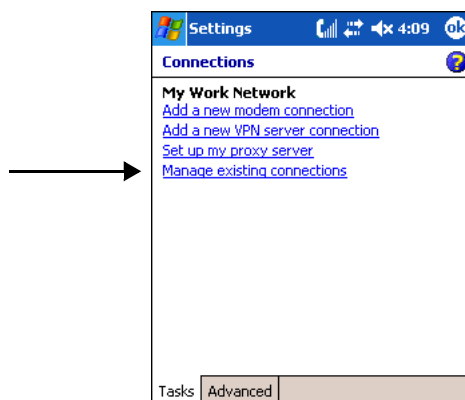 Settings 4:09 ok
Connections ?
My Work Network
Add a new modem connection
Add a new VPN server connection
Set up my proxy server
Manage existing connections
Tasks Advanced